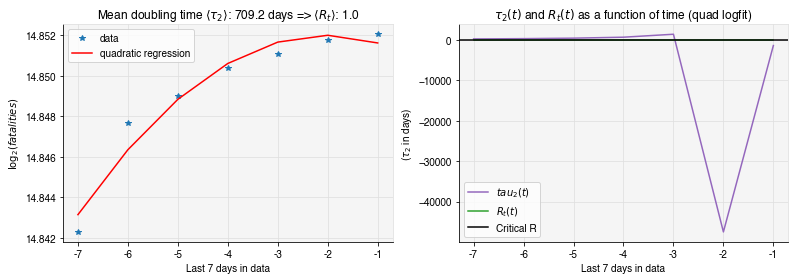 Mean doubling time ⟨τ₂⟩: 709.2 days => ⟨Rₜ⟩: 1.0
log₂(fatalities)
14.852
14.850
14.848
14.846
14.844
14.842
data
quadratic regression
-7 -6 -5 -4 -3 -2 -1
Last 7 days in data
τ₂(t) and Rₜ(t) as a function of time (quad logfit)
(τ₂ in days)
0
−10000
−20000
−30000
−40000
tau₂(t)
Rₜ(t)
Critical R
-7 -6 -5 -4 -3 -2 -1
Last 7 days in data